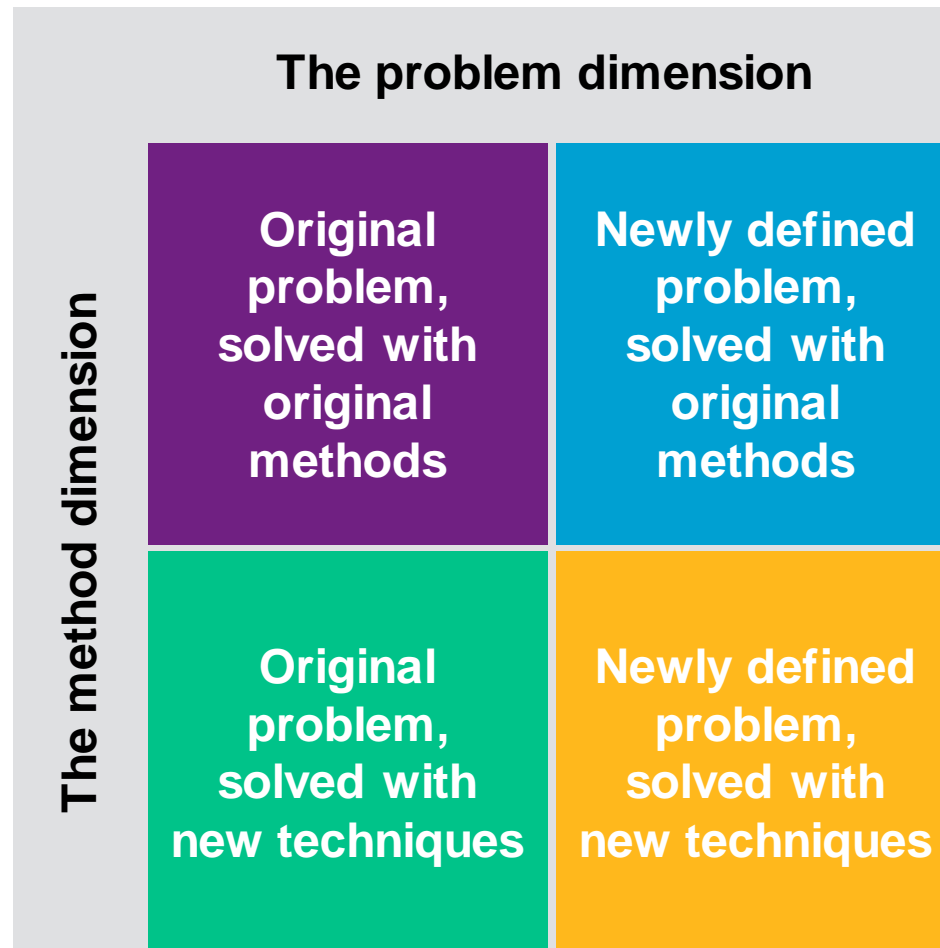 The problem dimension
The method dimension
Original
problem,
solved with
original
methods
Newly defined
problem,
solved with
original
methods
Original
problem,
solved with
new techniques
Newly defined
problem,
solved with
new techniques